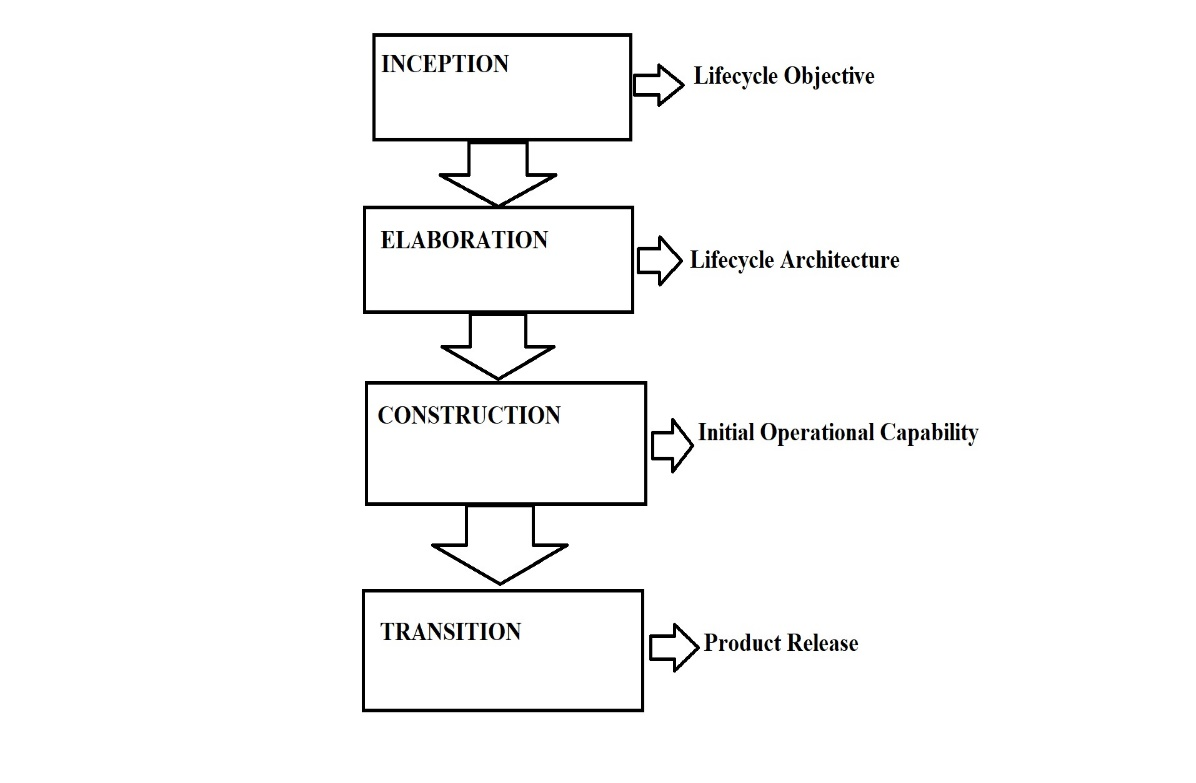 INCEPTION
Lifecycle Objective
ELABORATION
Lifecycle Architecture
CONSTRUCTION
Initial Operational Capability
TRANSITION
Product Release